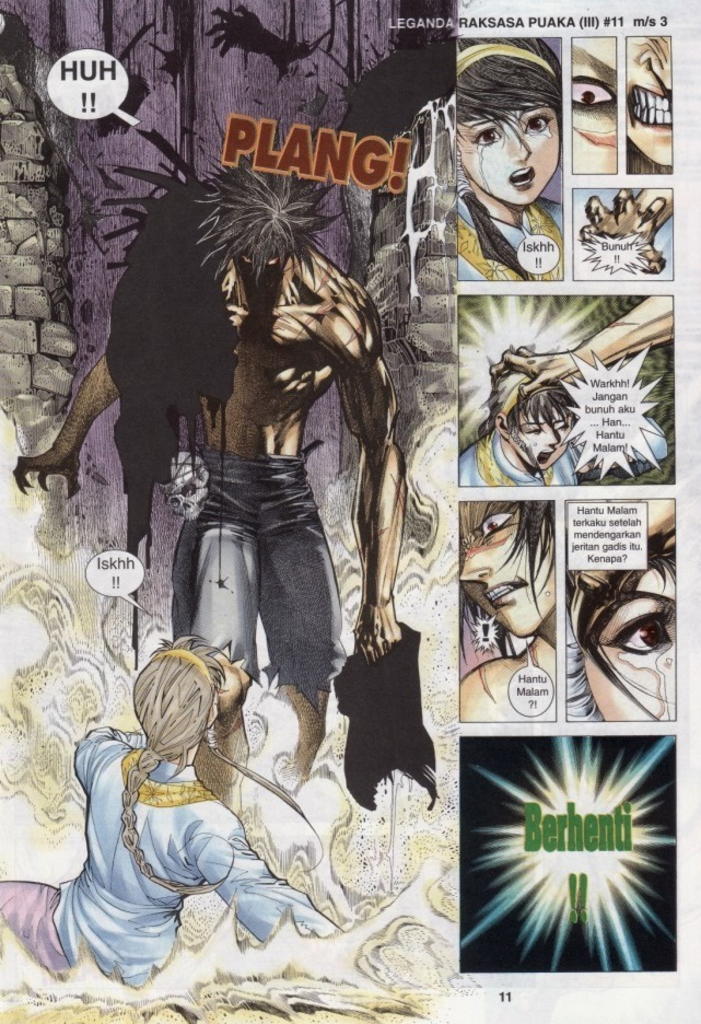 LEGANDA RAKSASA PUAKA (III) #11 m/s 3
HUH
!!
PLANG!
Iskhh
!!
Iskhh
!!
Bunuh
!!
Warkhh!
Jangan
bunuh aku
... Han...
Hantu
Malam!
!
Hantu
Malam
?!
Hantu Malam
terkaku setelah
mendengarkan
jeritan gadis itu.
Kenapa?
Berhenti
!!
11